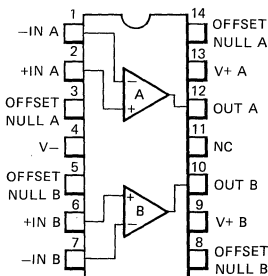 1
−IN A
2
+IN A
3
OFFSET
NULL A
4
V−
5
OFFSET
NULL B
6
+IN B
7
−IN B
−
A
+
+
B
−
14
OFFSET
NULL A
13
V+ A
12
OUT A
11
NC
10
OUT B
9
V+ B
8
OFFSET
NULL B